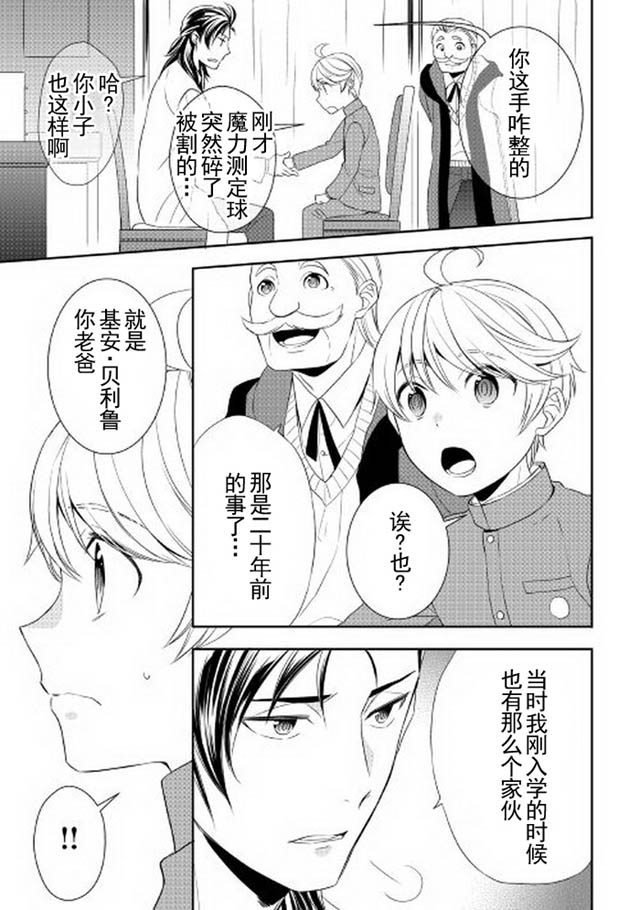 你这手咋整的
刚才
魔力测定球
突然碎了
被割的…
哈?
你小子
也这样啊
诶?也?
那是二十年前
的事了…
就是
基安·贝利鲁
你老爸
当时我刚入学的时候
也有那么个家伙
!!